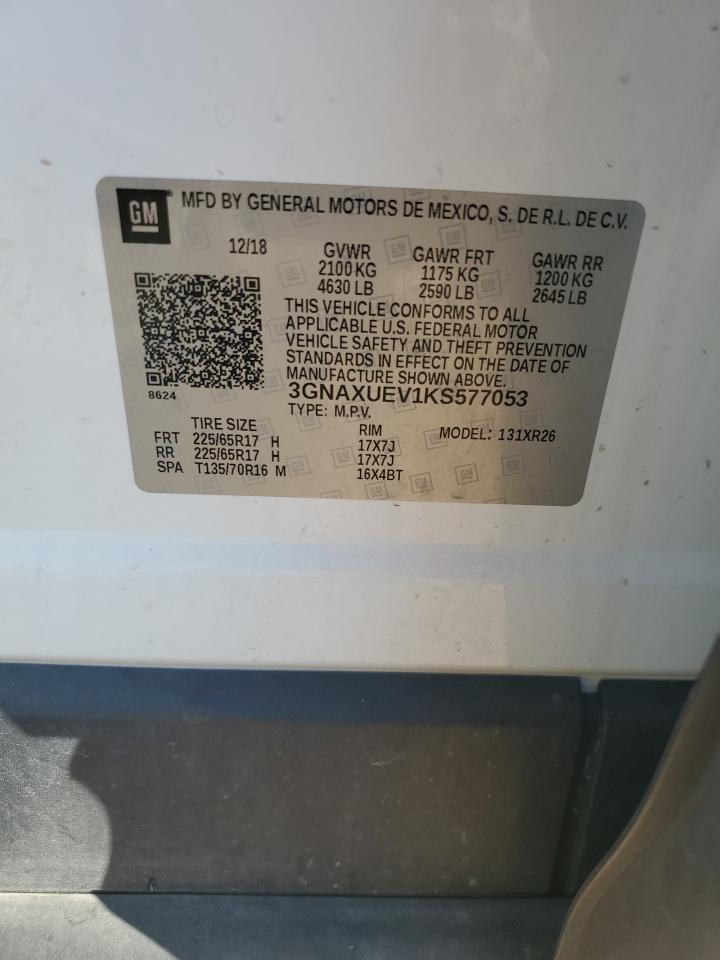 GM
MFD BY GENERAL MOTORS DE MEXICO, S. DE R.L. DE C.V.
12/18 GVWR GAWR FRT GAWR RR
2100 KG 1175 KG 1200 KG
4630 LB 2590 LB 2645 LB
THIS VEHICLE CONFORMS TO ALL
APPLICABLE U.S. FEDERAL MOTOR
VEHICLE SAFETY AND THEFT PREVENTION
STANDARDS IN EFFECT ON THE DATE OF
MANUFACTURE SHOWN ABOVE.
8624
3GNAXUEV1KS577053
TYPE: M.P.V.
TIRE SIZE RIM MODEL: 131XR26
FRT 225/65R17 H 17X7J
RR 225/65R17 H 17X7J
SPA T135/70R16 M 16X4BT